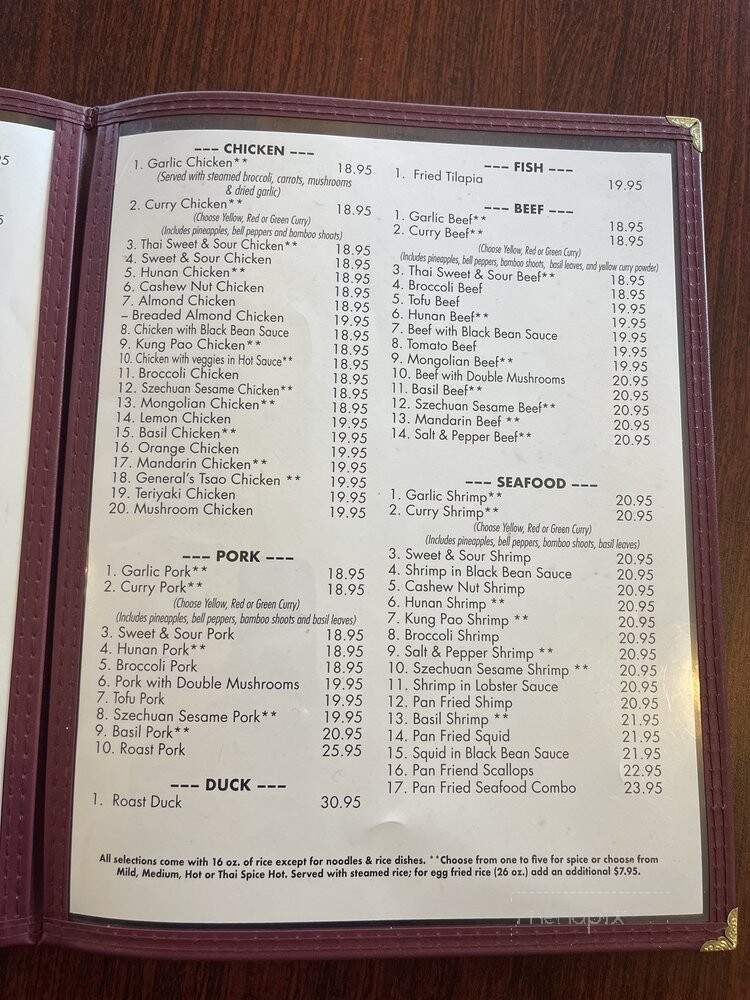 --- CHICKEN ---
1. Garlic Chicken** 18.95
(Served with steamed broccoli, carrots, mushrooms
& dried garlic)
2. Curry Chicken** 18.95
(Choose Yellow, Red or Green Curry)
(Includes pineapples, bell peppers and bamboo shoots)
3. Thai Sweet & Sour Chicken** 18.95
4. Sweet & Sour Chicken 18.95
5. Hunan Chicken** 18.95
6. Cashew Nut Chicken 18.95
7. Almond Chicken 18.95
– Breaded Almond Chicken 19.95
8. Chicken with Black Bean Sauce 18.95
9. Kung Pao Chicken** 18.95
10. Chicken with veggies in Hot Sauce** 18.95
11. Broccoli Chicken 18.95
12. Szechuan Sesame Chicken** 18.95
13. Mongolian Chicken** 18.95
14. Lemon Chicken 19.95
15. Basil Chicken** 19.95
16. Orange Chicken 19.95
17. Mandarin Chicken** 19.95
18. General's Tsao Chicken ** 19.95
19. Teriyaki Chicken 19.95
20. Mushroom Chicken 19.95
--- PORK ---
1. Garlic Pork** 18.95
2. Curry Pork** 18.95
(Choose Yellow, Red or Green Curry)
(Includes pineapples, bell peppers, bamboo shoots and basil leaves)
3. Sweet & Sour Pork 18.95
4. Hunan Pork** 18.95
5. Broccoli Pork 18.95
6. Pork with Double Mushrooms 19.95
7. Tofu Pork 19.95
8. Szechuan Sesame Pork** 19.95
9. Basil Pork** 20.95
10. Roast Pork 25.95
--- DUCK ---
1. Roast Duck 30.95
--- FISH ---
1. Fried Tilapia 19.95
--- BEEF ---
1. Garlic Beef** 18.95
2. Curry Beef** 18.95
(Choose Yellow, Red or Green Curry)
(Includes pineapples, bell peppers, bamboo shoots, basil leaves, and yellow curry powder)
3. Thai Sweet & Sour Beef** 18.95
4. Broccoli Beef 18.95
5. Tofu Beef 19.95
6. Hunan Beef** 19.95
7. Beef with Black Bean Sauce 19.95
8. Tomato Beef 19.95
9. Mongolian Beef** 19.95
10. Beef with Double Mushrooms 20.95
11. Basil Beef** 20.95
12. Szechuan Sesame Beef** 20.95
13. Mandarin Beef ** 20.95
14. Salt & Pepper Beef** 20.95
--- SEAFOOD ---
1. Garlic Shrimp** 20.95
2. Curry Shrimp** 20.95
(Choose Yellow, Red or Green Curry)
(Includes pineapples, bell peppers, bamboo shoots, basil leaves)
3. Sweet & Sour Shrimp 20.95
4. Shrimp in Black Bean Sauce 20.95
5. Cashew Nut Shrimp 20.95
6. Hunan Shrimp ** 20.95
7. Kung Pao Shrimp ** 20.95
8. Broccoli Shrimp 20.95
9. Salt & Pepper Shrimp ** 20.95
10. Szechuan Sesame Shrimp ** 20.95
11. Shrimp in Lobster Sauce 20.95
12. Pan Fried Shimp 20.95
13. Basil Shrimp ** 21.95
14. Pan Fried Squid 21.95
15. Squid in Black Bean Sauce 21.95
16. Pan Friend Scallops 22.95
17. Pan Fried Seafood Combo 23.95
All selections come with 16 oz. of rice except for noodles & rice dishes. **Choose from one to five for spice or choose from
Mild, Medium, Hot or Thai Spice Hot. Served with steamed rice; for egg fried rice (26 oz.) add an additional $7.95.
menupix